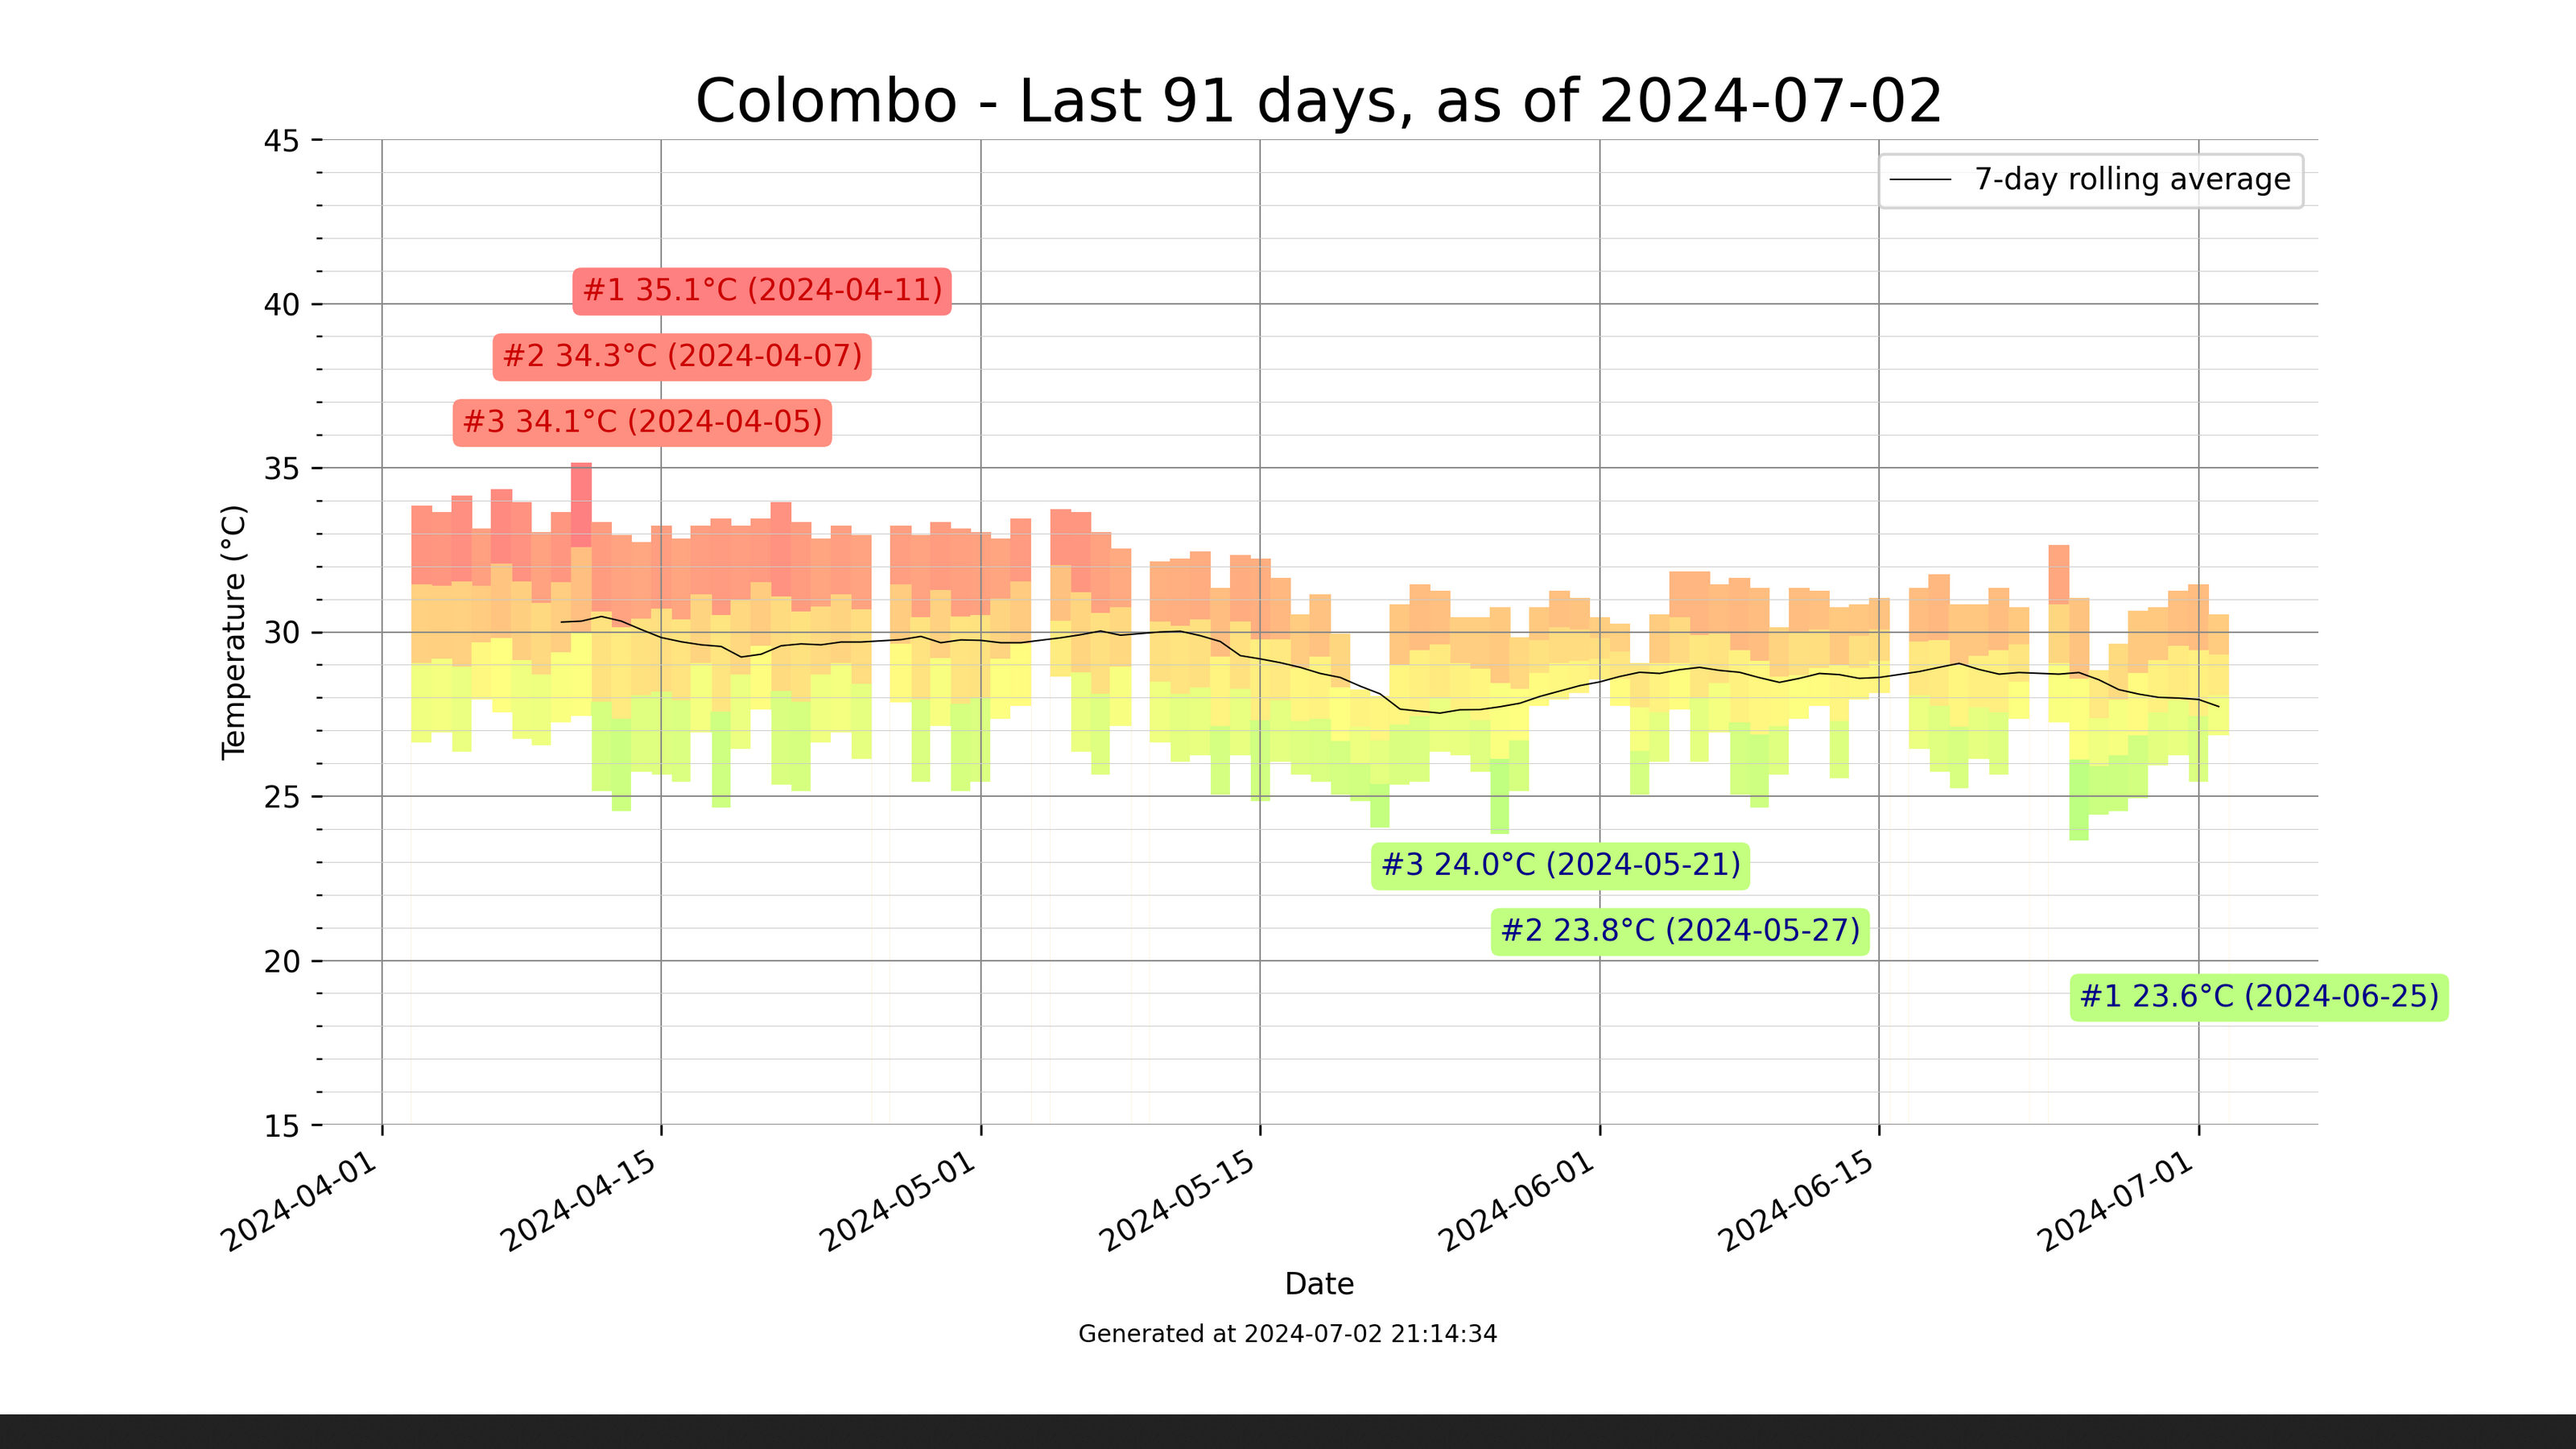 Colombo - Last 91 days, as of 2024-07-02
45
7-day rolling average
#1 35.1°C (2024-04-11)
40
#2 34.3°C (2024-04-07)
#3 34.1°C (2024-04-05)
35
Temperature (°C)
30
25
#3 24.0°C (2024-05-21)
#2 23.8°C (2024-05-27)
20
#1 23.6°C (2024-06-25)
15
2024-04-01
2024-04-15
2024-05-01
2024-05-15
2024-06-01
2024-06-15
2024-07-01
Date
Generated at 2024-07-02 21:14:34